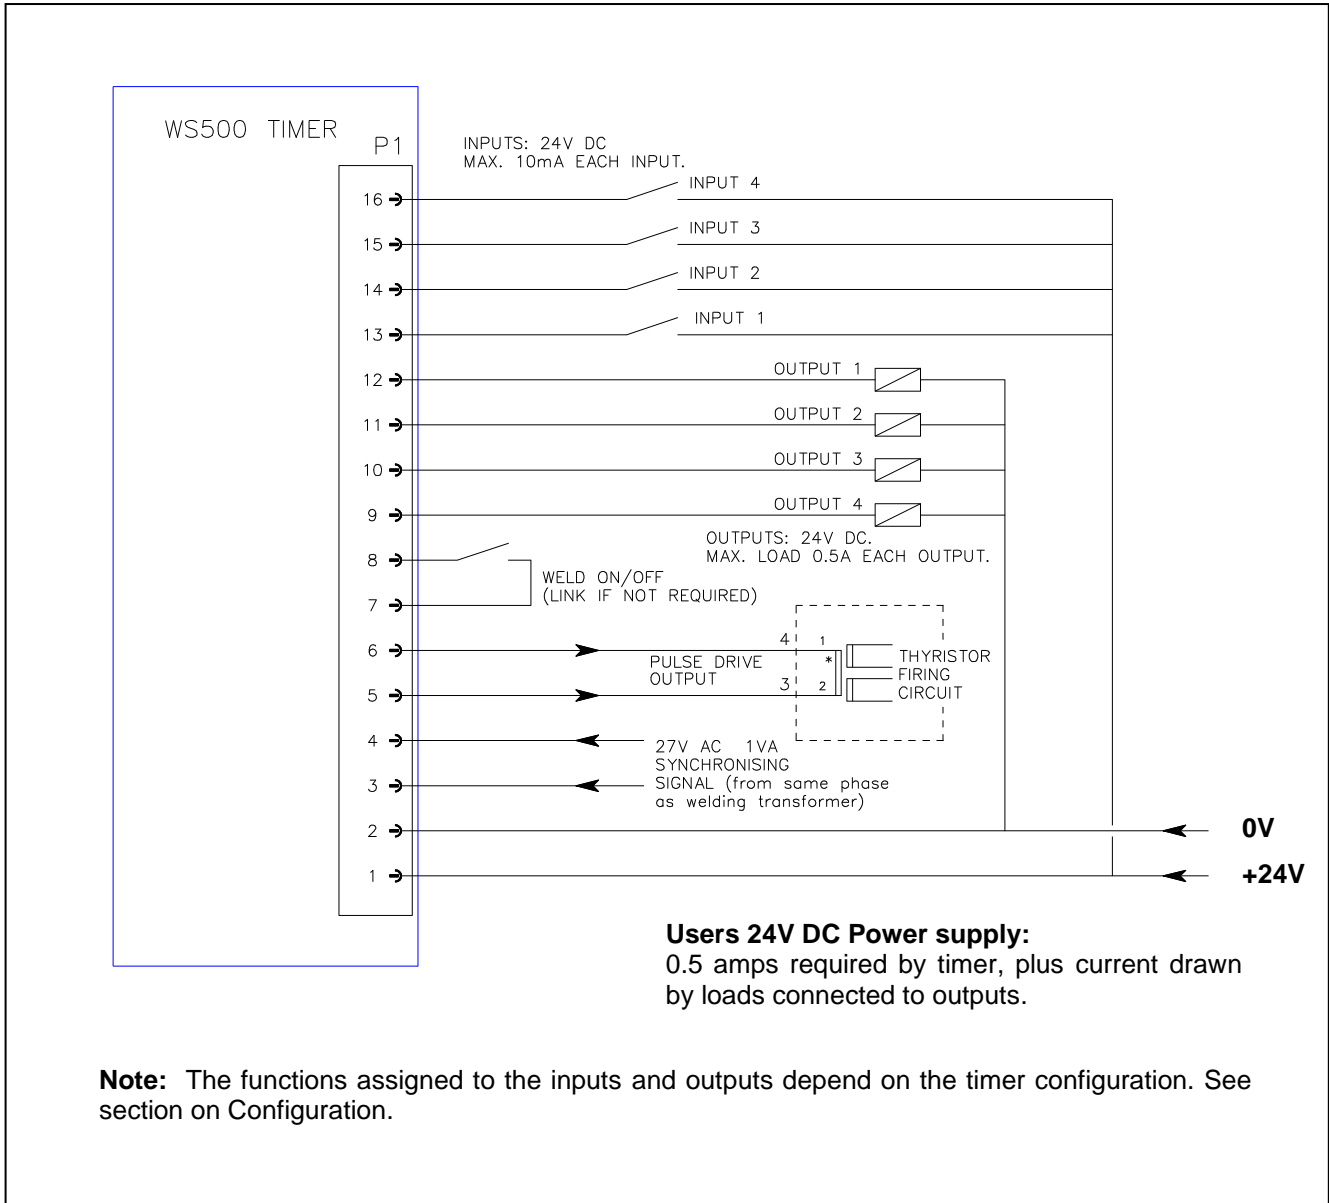 WS500 TIMER
P1
INPUTS: 24V DC
MAX. 10mA EACH INPUT.
16
INPUT 4
15
INPUT 3
14
INPUT 2
13
INPUT 1
12
OUTPUT 1
11
OUTPUT 2
10
OUTPUT 3
9
OUTPUT 4
OUTPUTS: 24V DC.
MAX. LOAD 0.5A EACH OUTPUT.
8
WELD ON/OFF
(LINK IF NOT REQUIRED)
7
6
4 1
PULSE DRIVE
OUTPUT
*
THYRISTOR
FIRING
CIRCUIT
5
3 2
4
27V AC 1VA
SYNCHRONISING
SIGNAL (from same phase
as welding transformer)
3
2
0V
1
+24V
Users 24V DC Power supply:
0.5 amps required by timer, plus current drawn
by loads connected to outputs.
Note: The functions assigned to the inputs and outputs depend on the timer configuration. See
section on Configuration.